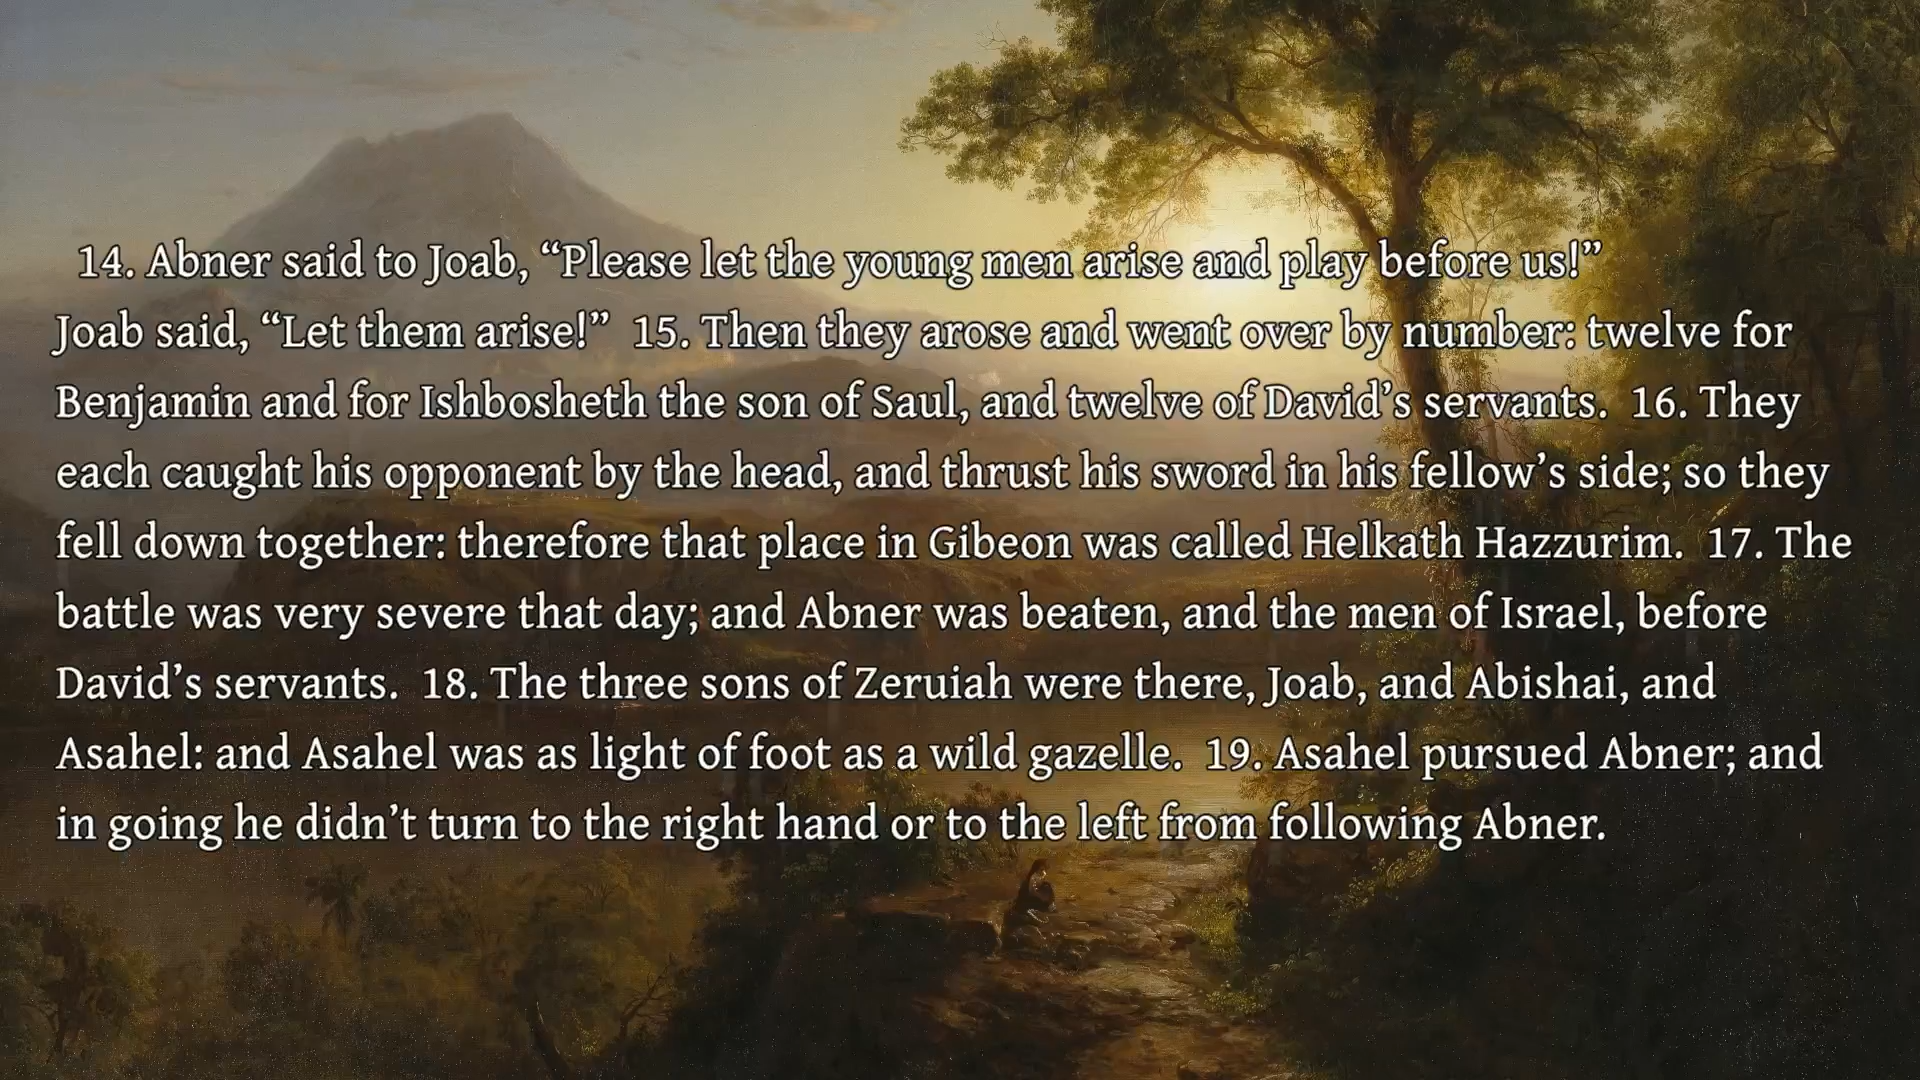 14. Abner said to Joab, “Please let the young men arise and play before us!”
Joab said, “Let them arise!” 15. Then they arose and went over by number: twelve for
Benjamin and for Ishbosheth the son of Saul, and twelve of David’s servants. 16. They
each caught his opponent by the head, and thrust his sword in his fellow’s side; so they
fell down together: therefore that place in Gibeon was called Helkath Hazzurim. 17. The
battle was very severe that day; and Abner was beaten, and the men of Israel, before
David’s servants. 18. The three sons of Zeruiah were there, Joab, and Abishai, and
Asahel: and Asahel was as light of foot as a wild gazelle. 19. Asahel pursued Abner; and
in going he didn’t turn to the right hand or to the left from following Abner.